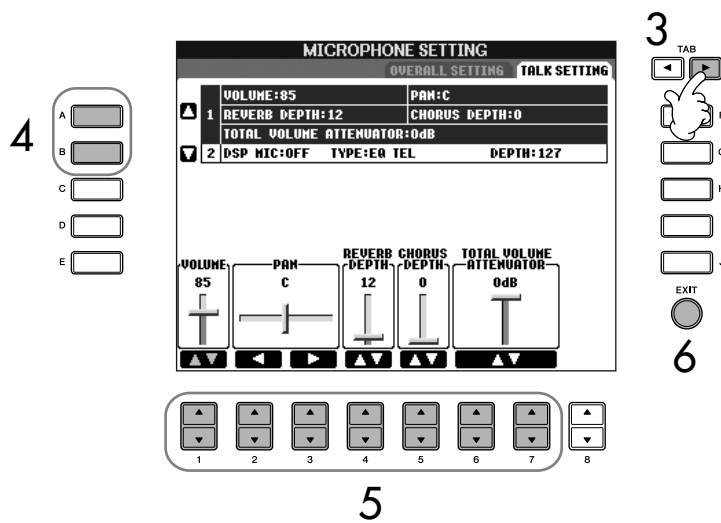 3
TAB
MICROPHONE SETTING
OVERALL SETTING TALK SETTING
4
A
B
C
D
E
1
VOLUME:85 PAN:C
REVERB DEPTH:12 CHORUS DEPTH:0
TOTAL VOLUME ATTENUATOR:0dB
2 DSP MIC:OFF TYPE:EQ TEL DEPTH:127
VOLUME PAN REVERB DEPTH CHORUS DEPTH TOTAL VOLUME ATTENUATOR
85 C 12 0 0dB
EXIT
6
1 2 3 4 5 6 7 8
5